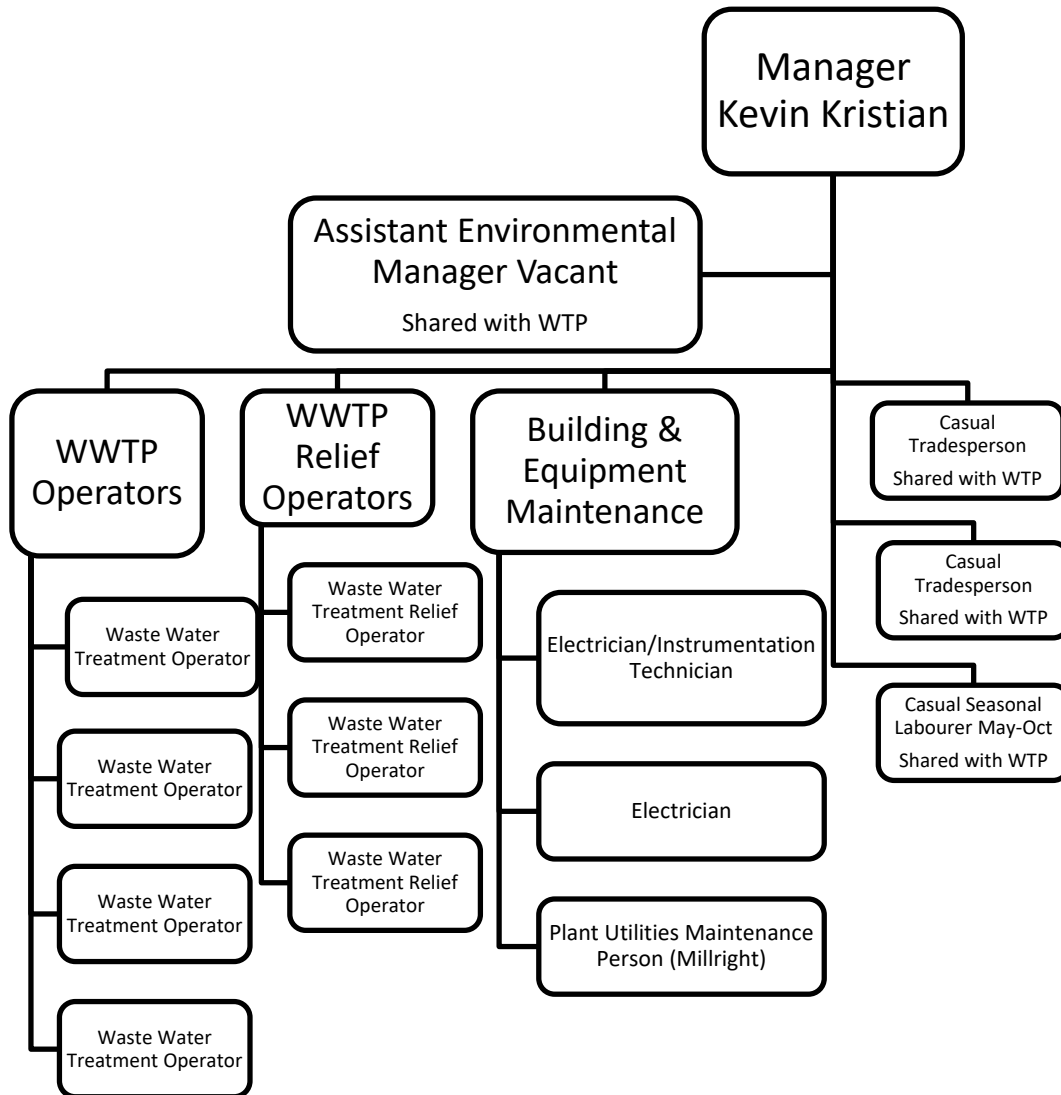 Manager
Kevin Kristian
Assistant Environmental
Manager Vacant
Shared with WTP
WWTP
Operators
WWTP
Relief
Operators
Building &
Equipment
Maintenance
Casual
Tradesperson
Shared with WTP
Casual
Tradesperson
Shared with WTP
Casual Seasonal
Labourer May-Oct
Shared with WTP
Waste Water
Treatment Operator
Waste Water
Treatment Operator
Waste Water
Treatment Operator
Waste Water
Treatment Operator
Waste Water
Treatment Relief
Operator
Waste Water
Treatment Relief
Operator
Waste Water
Treatment Relief
Operator
Electrician/Instrumentation
Technician
Electrician
Plant Utilities Maintenance
Person (Millright)